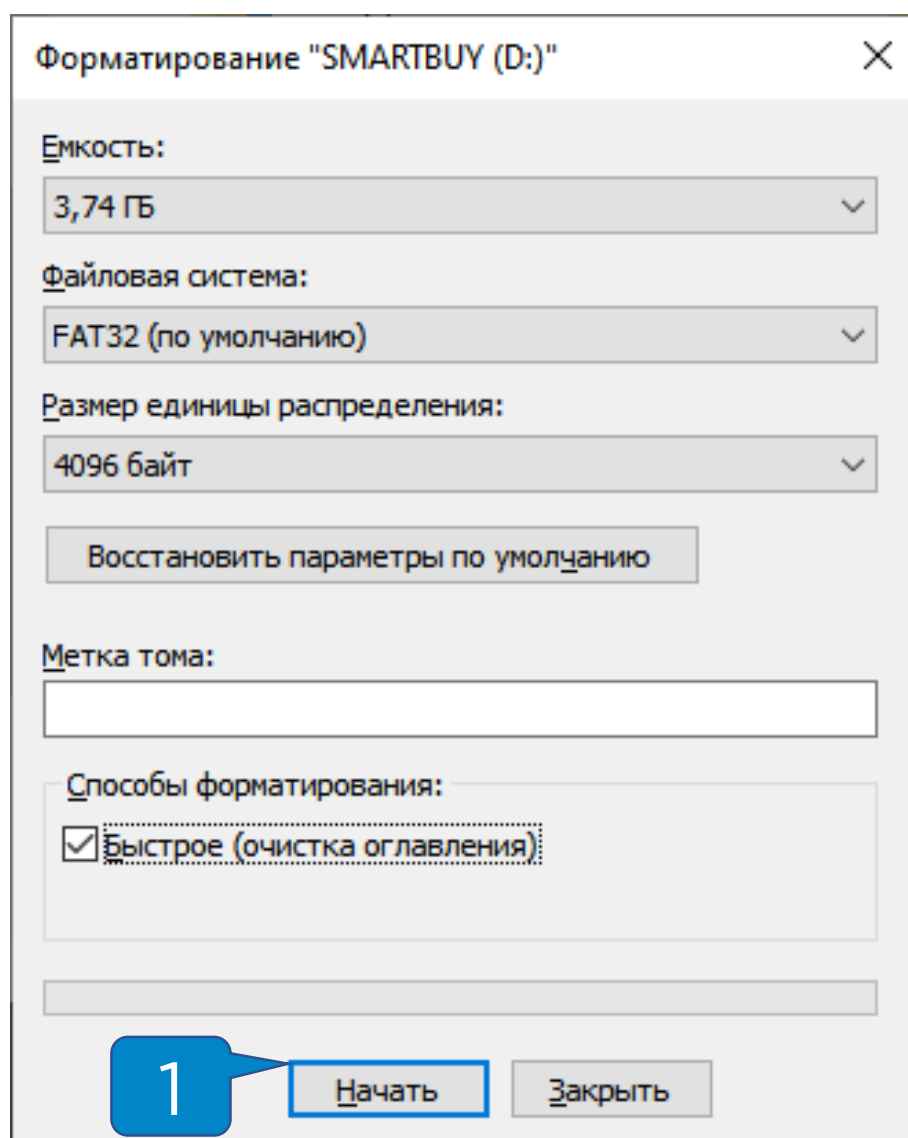 Форматирование "SMARTBUY (D:)"
Емкость:
3,74 ГБ
Файловая система:
FAT32 (по умолчанию)
Размер единицы распределения:
4096 байт
Восстановить параметры по умолчанию
Метка тома:
Способы форматирования:
Быстрое (очистка оглавления)
1 Начать Закрыть